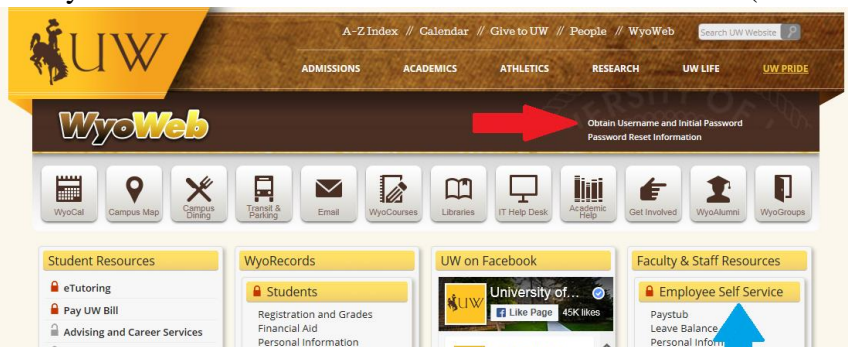 UW
A-Z Index // Calendar // Give to UW // People // WyoWeb
Search UW Website
ADMISSIONS ACADEMICS ATHLETICS RESEARCH UW LIFE UW PRIDE
WyoWeb
Obtain Username and Initial Password
Password Reset Information
WyoCal
Campus Map
Campus Dining
Transit & Parking
Email
WyoCourses
Libraries
IT Help Desk
Academic Help
Get Involved
WyoAlumni
WyoGroups
Student Resources
eTutoring
Pay UW Bill
Advising and Career Services
WyoRecords
Students
Registration and Grades
Financial Aid
Personal Information
UW on Facebook
UW
University of...
Like Page 45K likes
Faculty & Staff Resources
Employee Self Service
Paystub
Leave Balance
Personal